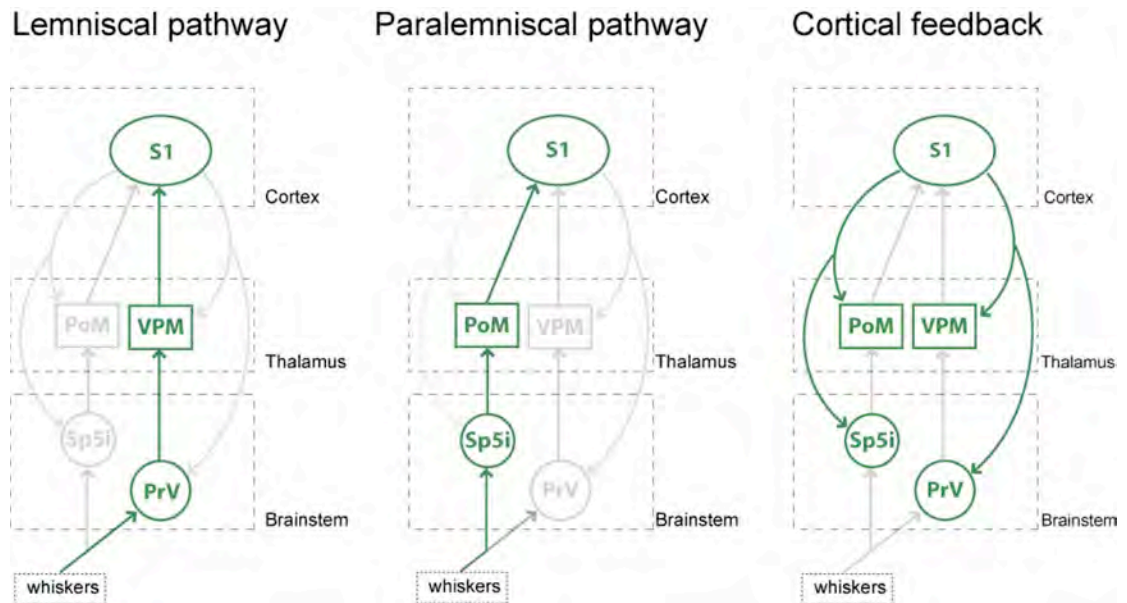 Lemniscal pathway
Paralemniscal pathway
Cortical feedback
S1
Cortex
PoM
VPM
Thalamus
Sp5i
PrV
Brainstem
whiskers
S1
Cortex
PoM
VPM
Thalamus
Sp5i
PrV
Brainstem
whiskers
S1
Cortex
PoM
VPM
Thalamus
Sp5i
PrV
Brainstem
whiskers